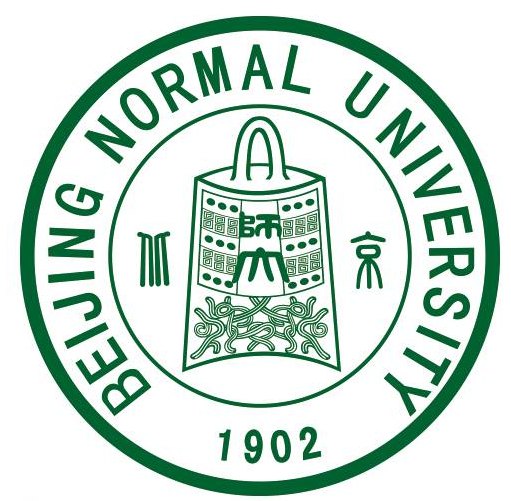 BEIJING NORMAL UNIVERSITY
北 京
師
大
1902